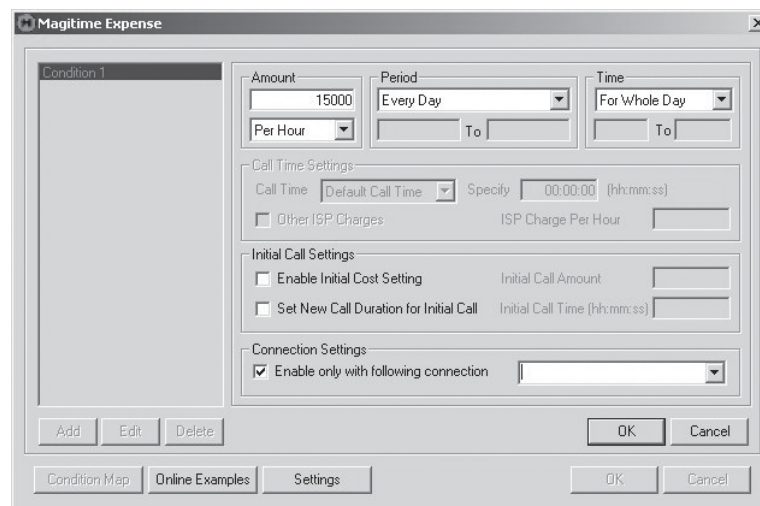 Magitime Expense
Condition 1
Amount
15000
Per Hour
Period
Every Day
To
Time
For Whole Day
To
Call Time Settings
Call Time Default Call Time Specify 00:00:00 (hh:mm:ss)
Other ISP Charges ISP Charge Per Hour
Initial Call Settings
Enable Initial Cost Setting Initial Call Amount
Set New Call Duration for Initial Call Initial Call Time (hh:mm:ss)
Connection Settings
Enable only with following connection
Add Edit Delete
OK Cancel
Condition Map Online Examples Settings OK Cancel